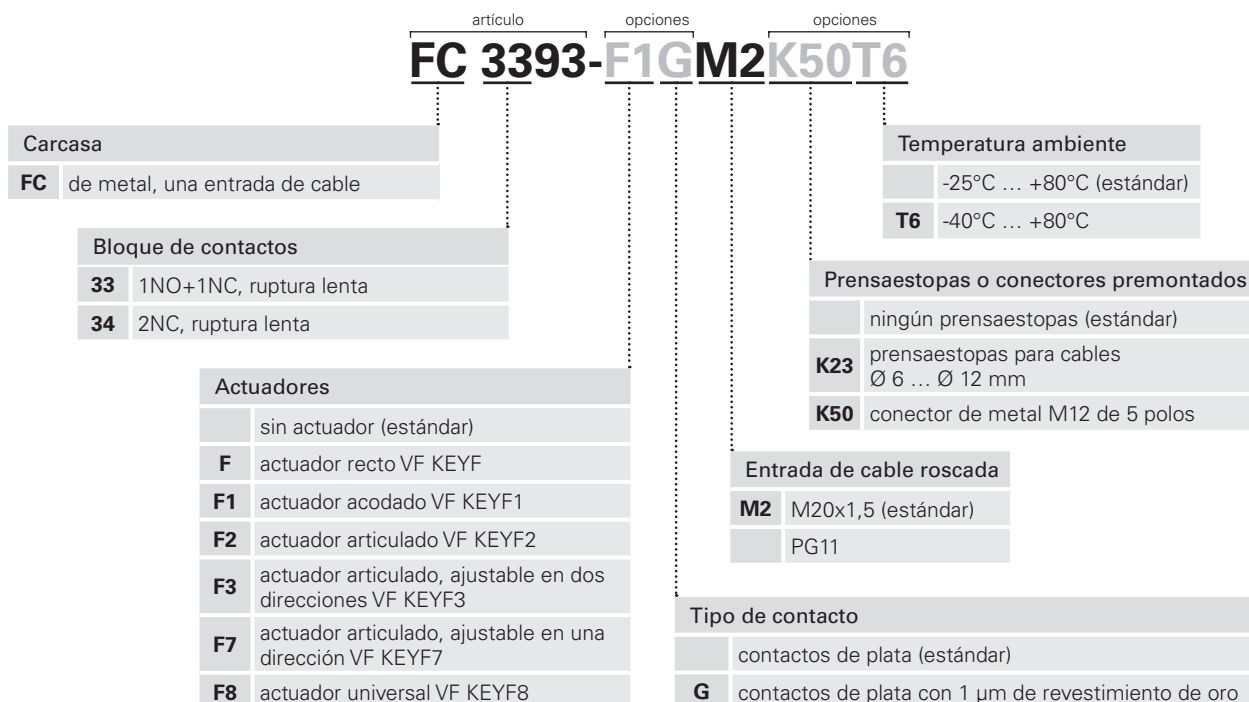 artículo opciones opciones
FC 3393-F1GM2K50T6
Carcasa
FC de metal, una entrada de cable
Bloque de contactos
33 1NO+1NC, ruptura lenta
34 2NC, ruptura lenta
Actuadores
sin actuador (estándar)
F actuador recto VF KEYF
F1 actuador acodado VF KEYF1
F2 actuador articulado VF KEYF2
F3 actuador articulado, ajustable en dos
direcciones VF KEYF3
F7 actuador articulado, ajustable en una
dirección VF KEYF7
F8 actuador universal VF KEYF8
Temperatura ambiente
-25°C … +80°C (estándar)
T6 -40°C … +80°C
Prensaestopas o conectores premontados
ningún prensaestopas (estándar)
K23 prensaestopas para cables
Ø 6 … Ø 12 mm
K50 conector de metal M12 de 5 polos
Entrada de cable roscada
M2 M20x1,5 (estándar)
PG11
Tipo de contacto
contactos de plata (estándar)
G contactos de plata con 1 µm de revestimiento de oro